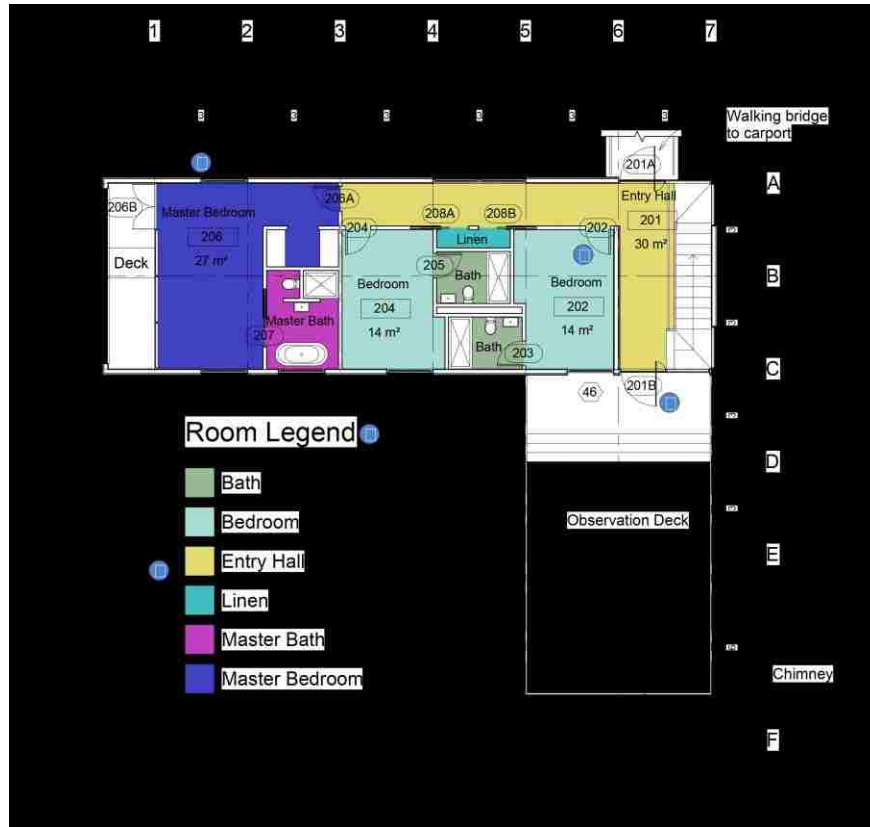 1 2 3 4 5 6 7
Walking bridge
to carport
201A
A
206B
206A
Entry Hall
Master Bedroom
204
208A
208B
202
201
206
Linen
30 m²
Deck
27 m²
205
Bath
B
Bedroom
Bedroom
204
202
Master Bath
14 m²
14 m²
207
Bath
203
C
201B
46
Room Legend
D
Bath
Bedroom
Observation Deck
Entry Hall
E
Linen
Master Bath
Master Bedroom
Chimney
F